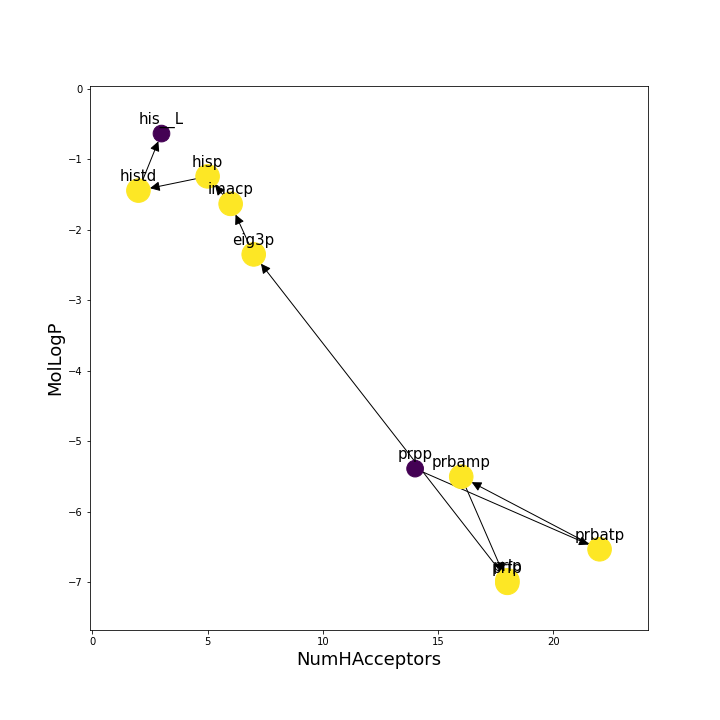 0
−1
−2
−3
−4
−5
−6
−7
MolLogP
his__L
hisp
histd
imacp
eig3p
prpp
prbamp
prbatp
prfp
0
5
10
15
20
NumHAcceptors